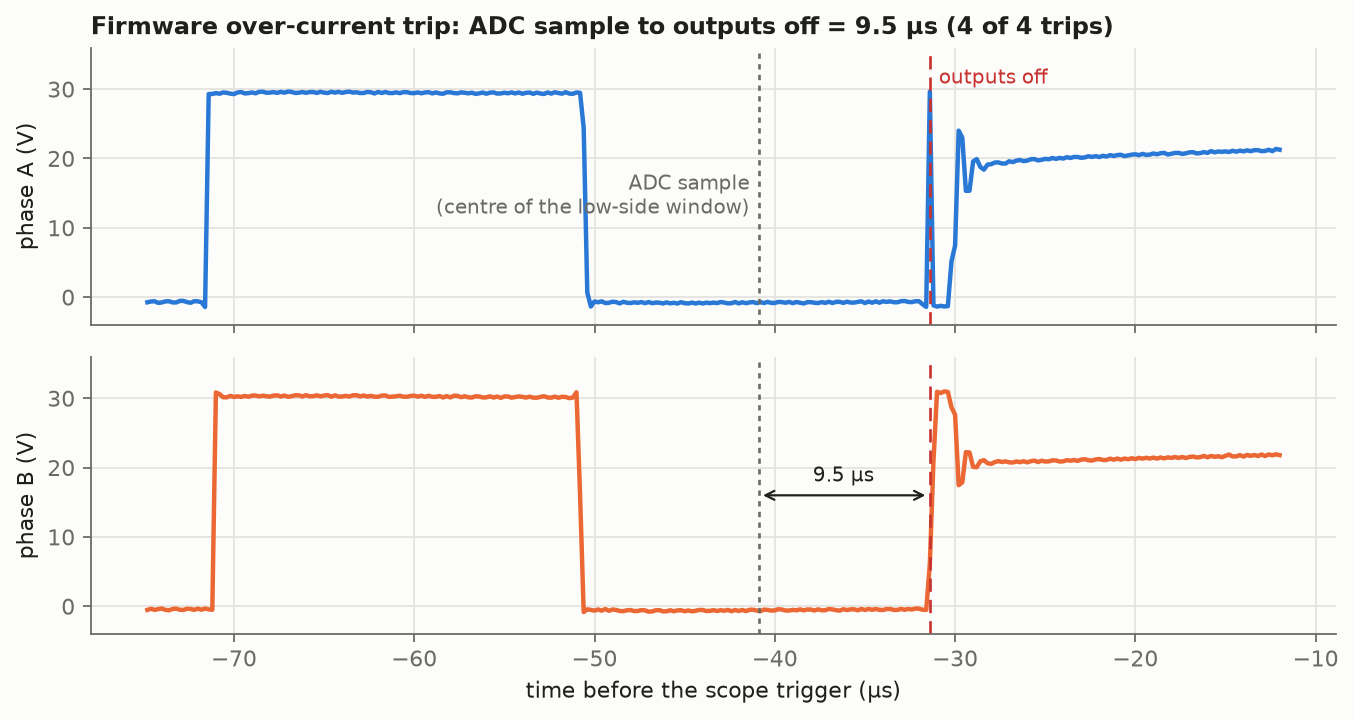 Firmware over-current trip: ADC sample to outputs off = 9.5 µs (4 of 4 trips)
outputs off
30
20
10
0
phase A (V)
ADC sample
(centre of the low-side window)
30
20
10
0
phase B (V)
9.5 µs
−70
−60
−50
−40
−30
−20
−10
time before the scope trigger (µs)